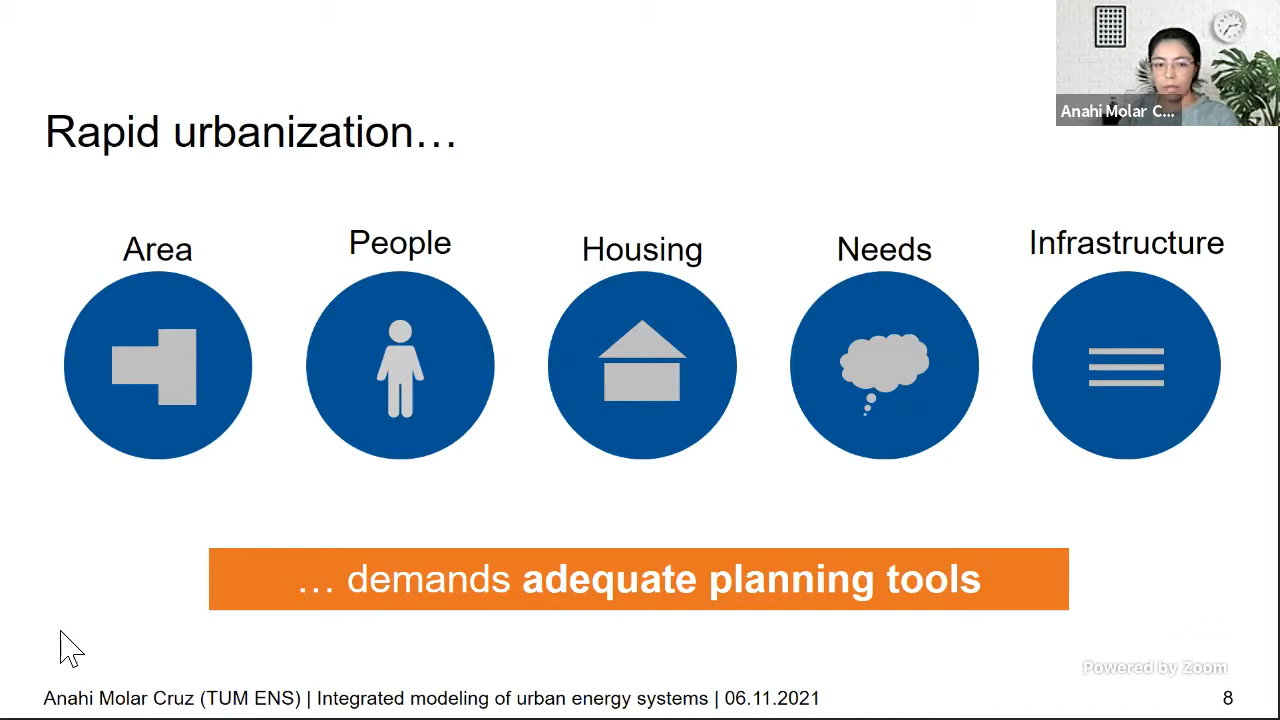 Anahi Molar C...
Rapid urbanization…
Area
People
Housing
Needs
Infrastructure
… demands adequate planning tools
Powered by Zoom
Anahi Molar Cruz (TUM ENS) | Integrated modeling of urban energy systems | 06.11.2021
8